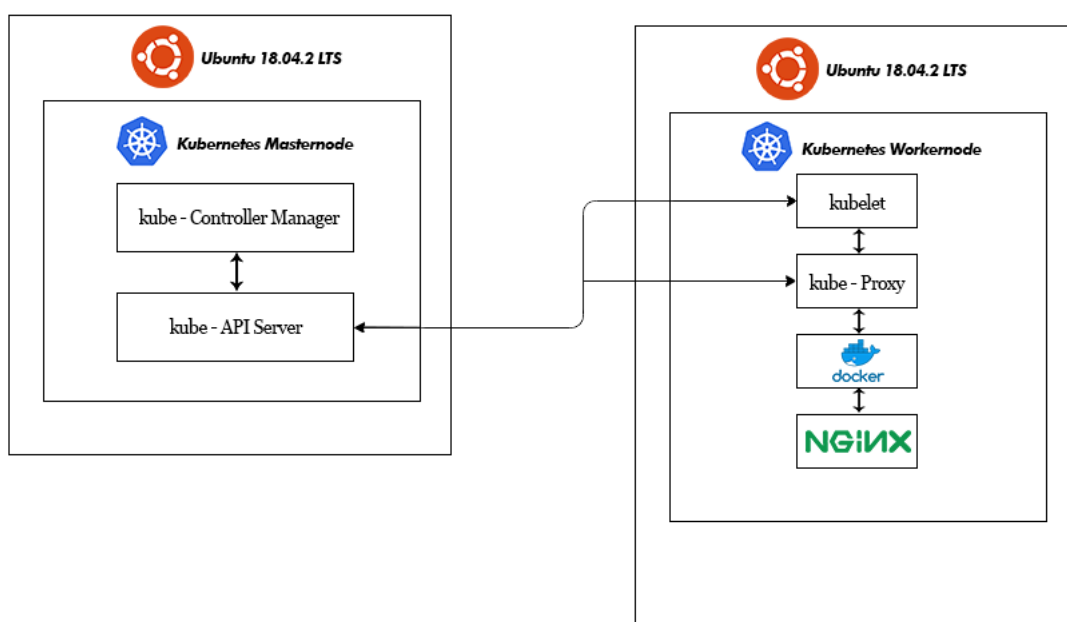 Ubuntu 18.04.2 LTS
Kubernetes Masternode
kube - Controller Manager
kube - API Server
Ubuntu 18.04.2 LTS
Kubernetes Workernode
kubelet
kube - Proxy
docker
NGiNX